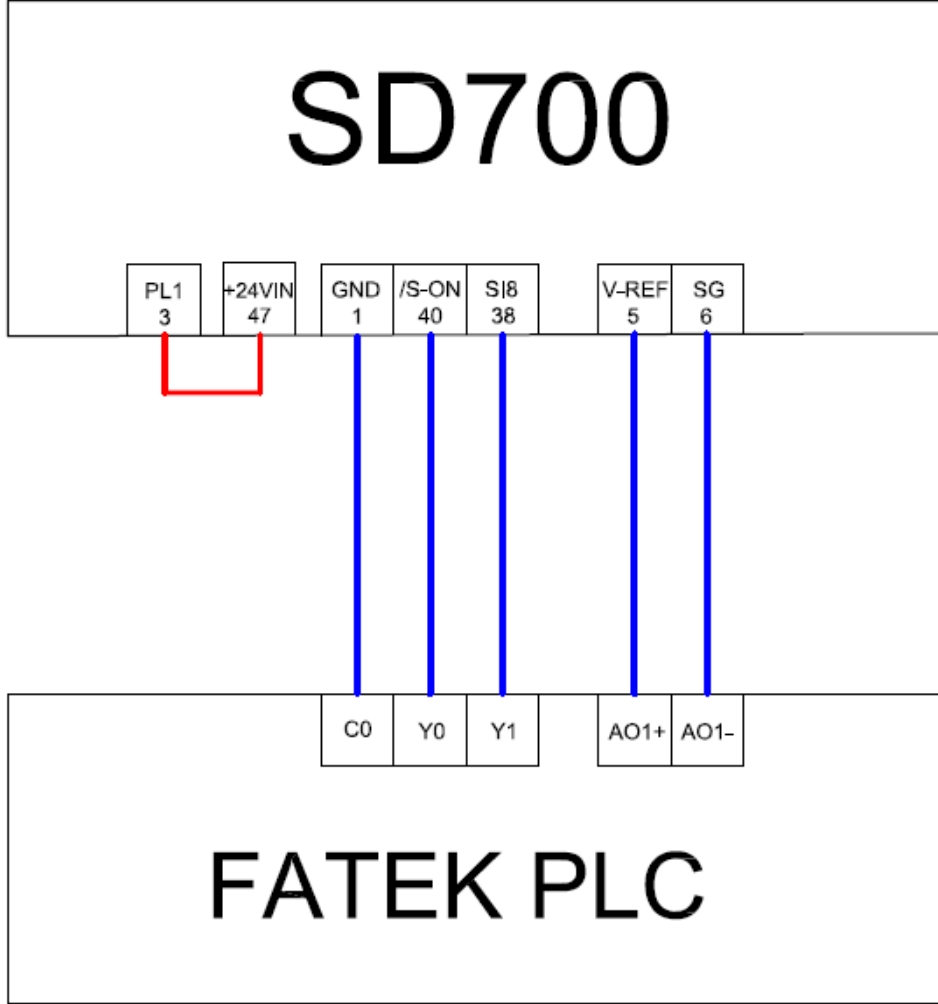 SD700
PL1
3
+24VIN
47
GND
1
/S-ON
40
SI8
38
V-REF
5
SG
6
C0
Y0
Y1
AO1+
AO1-
FATEK PLC